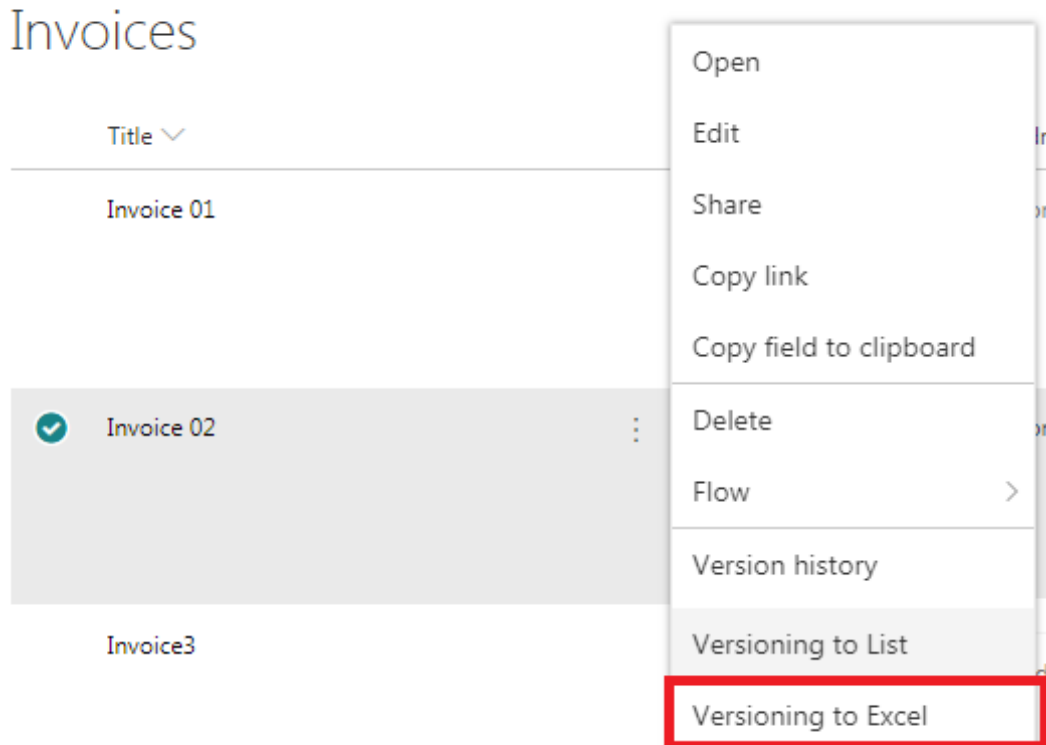 Invoices
Title
Invoice 01
Invoice 02
Invoice3
Open
Edit
Share
Copy link
Copy field to clipboard
Delete
Flow
Version history
Versioning to List
Versioning to Excel